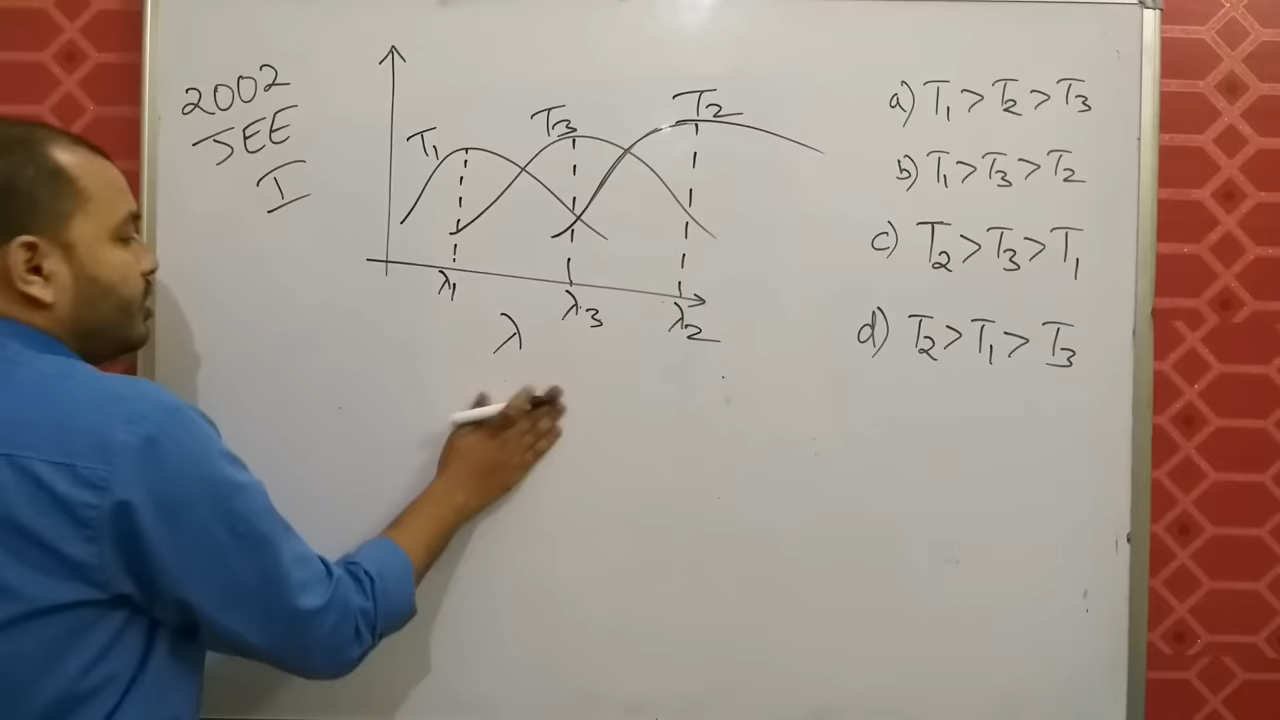 2002
JEE
I
T₁
T₃
T₂
λ₁
λ₃
λ₂
λ
a) T₁ > T₂ > T₃
b) T₁ > T₃ > T₂
c) T₂ > T₃ > T₁
d) T₂ > T₁ > T₃